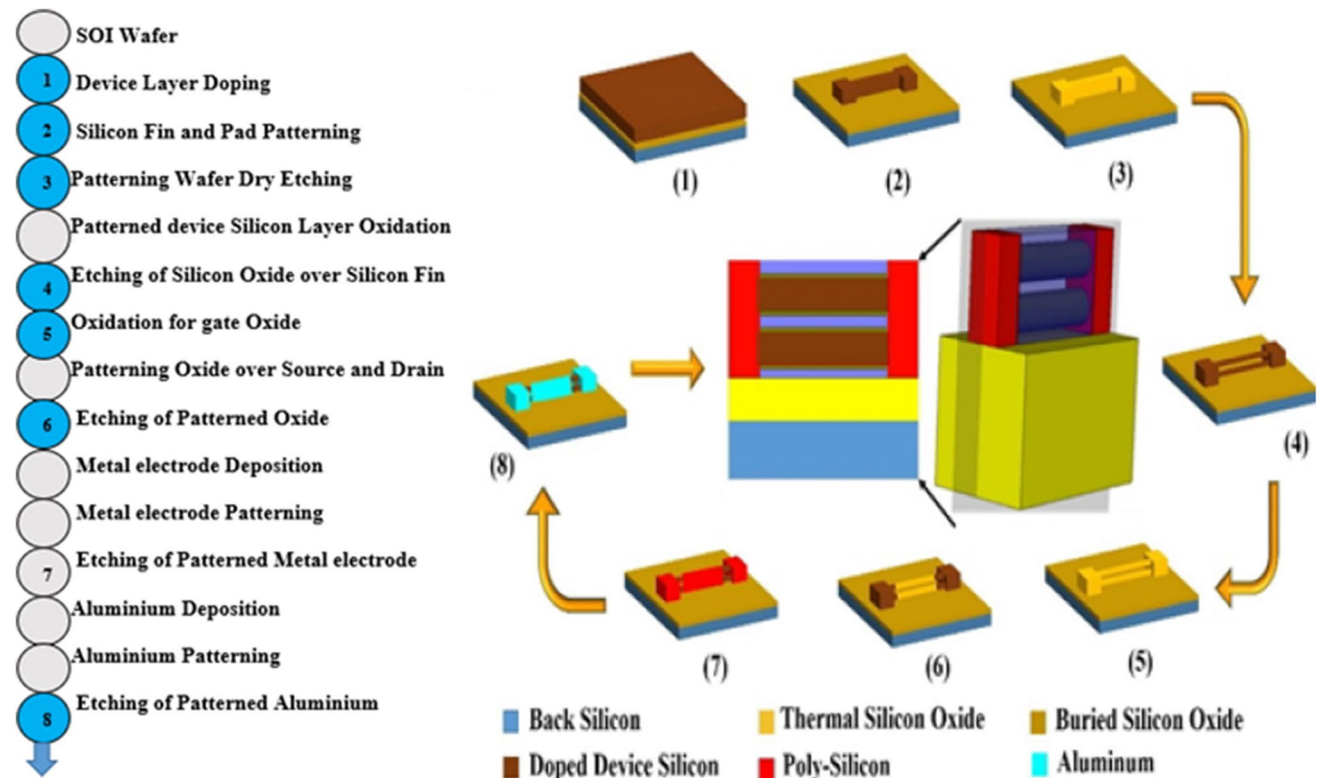 SOI Wafer
1 Device Layer Doping
2 Silicon Fin and Pad Patterning
3 Patterning Wafer Dry Etching
Patterned device Silicon Layer Oxidation
4 Etching of Silicon Oxide over Silicon Fin
5 Oxidation for gate Oxide
Patterning Oxide over Source and Drain
6 Etching of Patterned Oxide
Metal electrode Deposition
Metal electrode Patterning
7 Etching of Patterned Metal electrode
Aluminium Deposition
Aluminium Patterning
8 Etching of Patterned Aluminium
(1)
(2)
(3)
(4)
(5)
(6)
(7)
(8)
Back Silicon
Thermal Silicon Oxide
Buried Silicon Oxide
Doped Device Silicon
Poly-Silicon
Aluminum